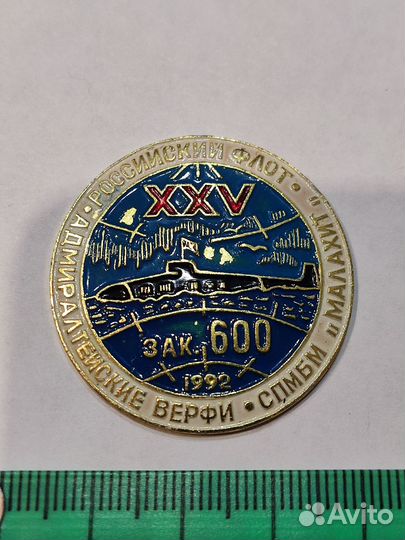 РОССИЙСКИЙ ФЛОТ · СПМБМ "МАЛАХИТ" · АДМИРАЛТЕЙСКИЕ ВЕРФИ ·
XXV
ЗАК. 600
1992
Avito